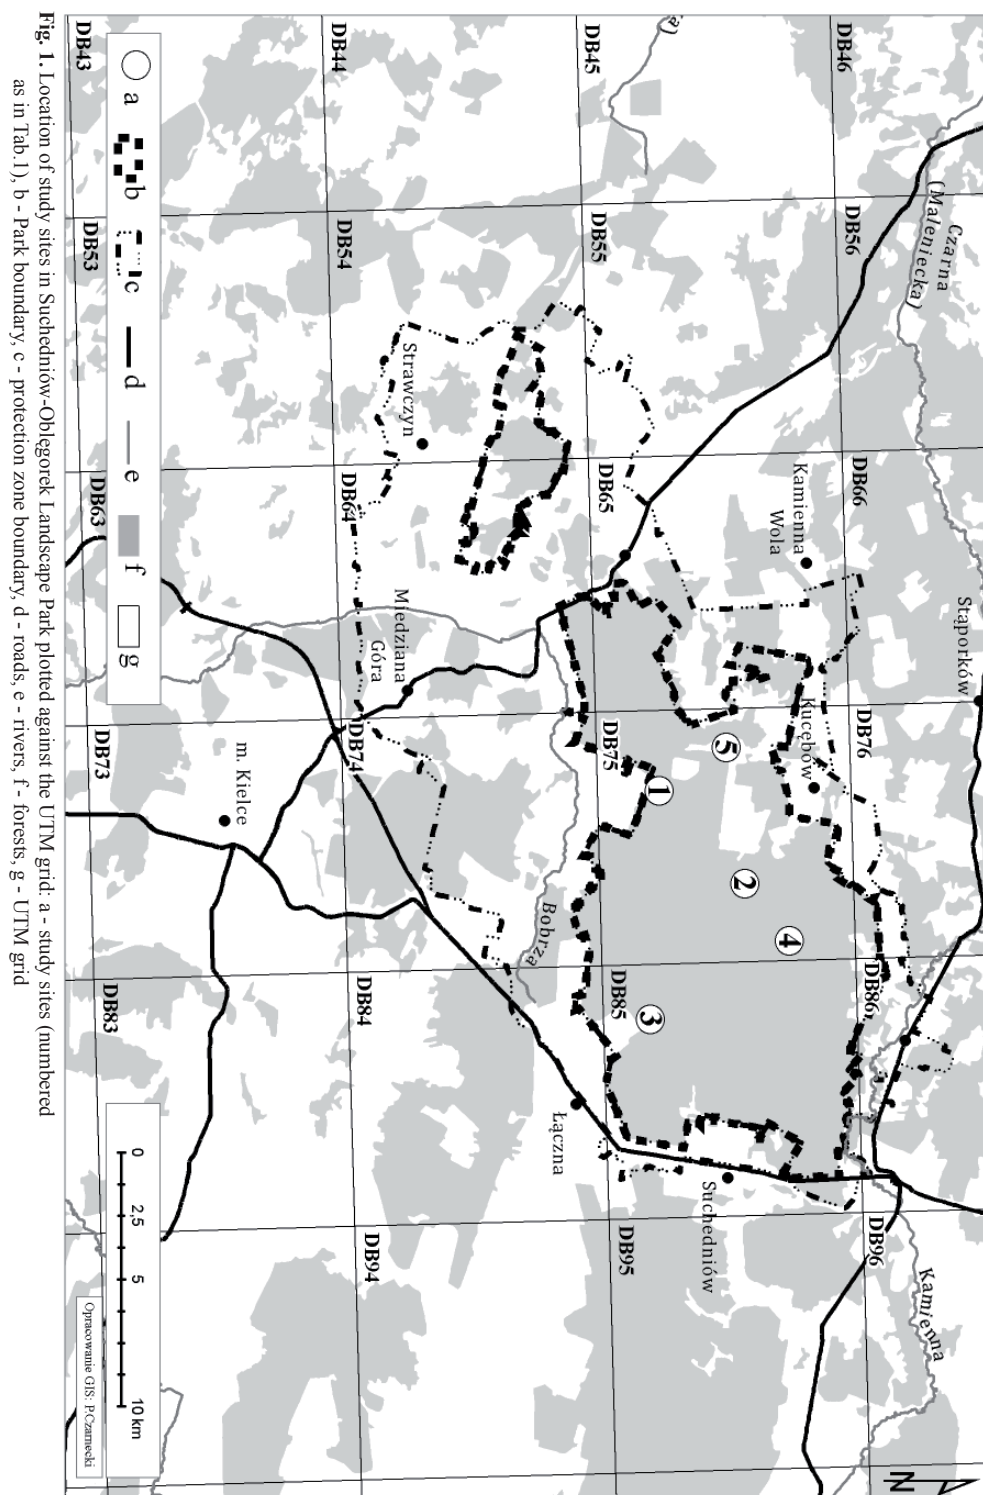 a)
DB46
DB56
DB66
DB76
DB86
DB96
Czarna
(Maleniecka)
Stąporków
Kamienna
DB45
DB55
DB65
DB75
DB85
DB95
Kamienna
Wola
Kucębów
5
1
2
4
3
Bobrza
Łączna
Suchedniów
DB44
DB54
DB64
DB74
DB84
DB94
Strawczyn
Miedziana
Góra
m. Kielce
DB43
DB53
DB63
DB73
DB83
N
a b c d e f g
0 2,5 5 10 km
Opracowanie GIS: P.Czarnecki
Fig. 1. Location of study sites in Suchedniów-Oblęgorek Landscape Park plotted against the UTM grid: a - study sites (numbered
as in Tab.1), b - Park boundary, c - protection zone boundary, d - roads, e - rivers, f - forests, g - UTM grid